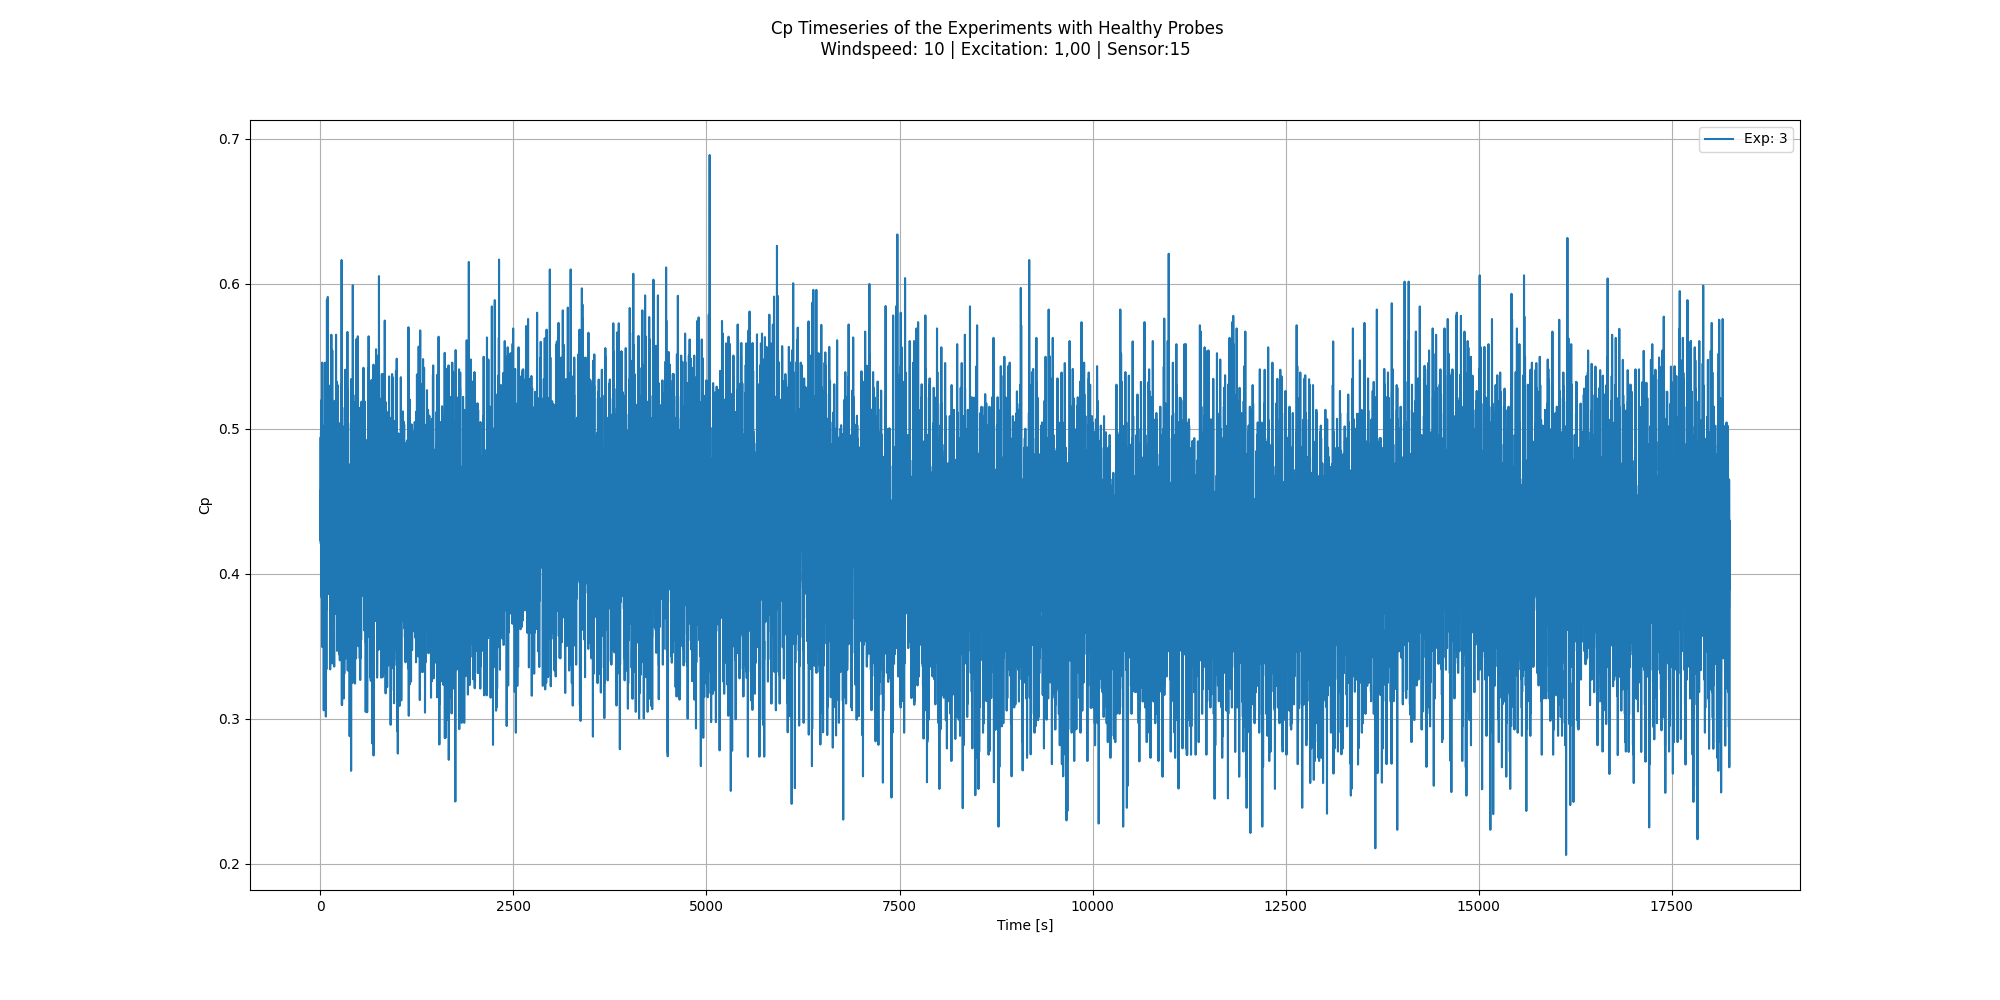 Cp Timeseries of the Experiments with Healthy Probes
Windspeed: 10 | Excitation: 1,00 | Sensor:15
Exp: 3
0.7
0.6
0.5
0.4
0.3
0.2
Cp
0 2500 5000 7500 10000 12500 15000 17500
Time [s]